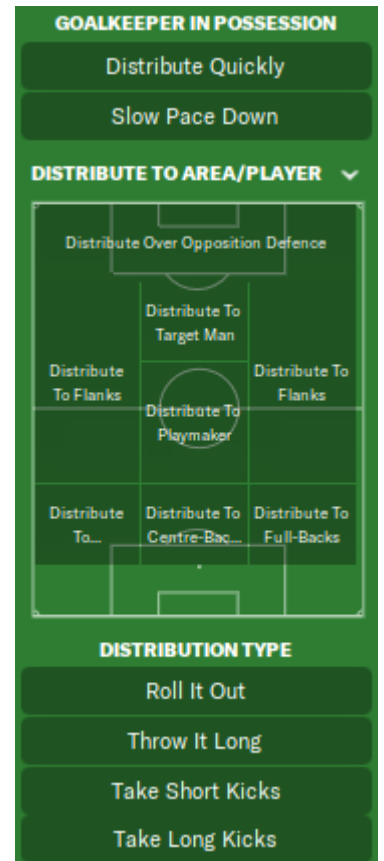 GOALKEEPER IN POSSESSION
Distribute Quickly
Slow Pace Down
DISTRIBUTE TO AREA/PLAYER
Distribute Over Opposition Defence
Distribute To
Target Man
Distribute
To Flanks
Distribute To
Flanks
Distribute To
Playmaker
Distribute
To...
Distribute To
Centre-Bac...
Distribute To
Full-Backs
DISTRIBUTION TYPE
Roll It Out
Throw It Long
Take Short Kicks
Take Long Kicks